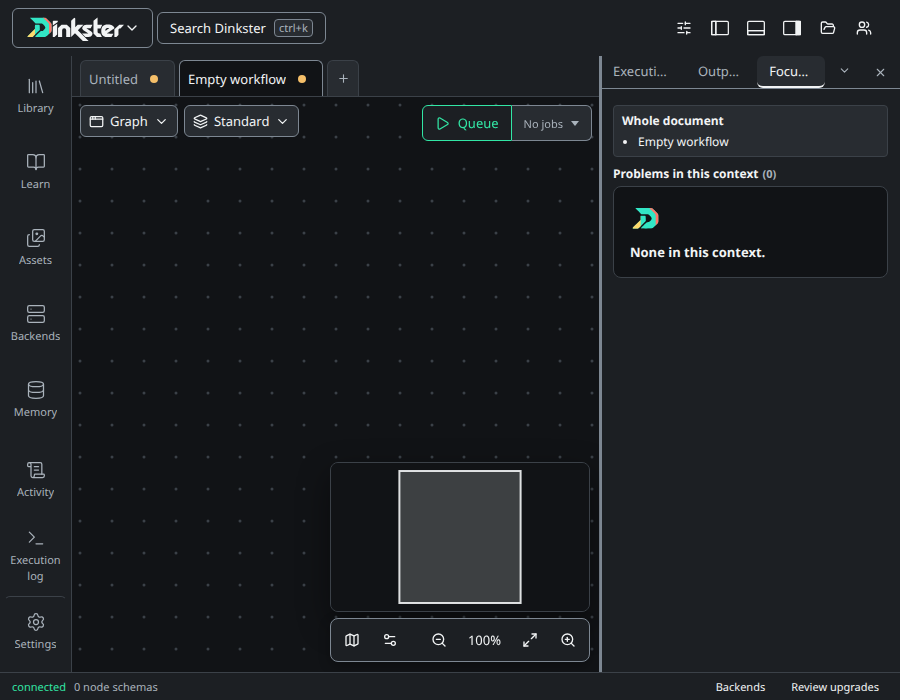 Dinkster
Search Dinkster ctrl+k
Untitled
Empty workflow
+
Executi...
Outp...
Focu...
Library
Learn
Assets
Backends
Memory
Activity
Execution
log
Settings
Graph
Standard
Queue
No jobs
Whole document
• Empty workflow
Problems in this context (0)
None in this context.
100%
connected 0 node schemas
Backends
Review upgrades